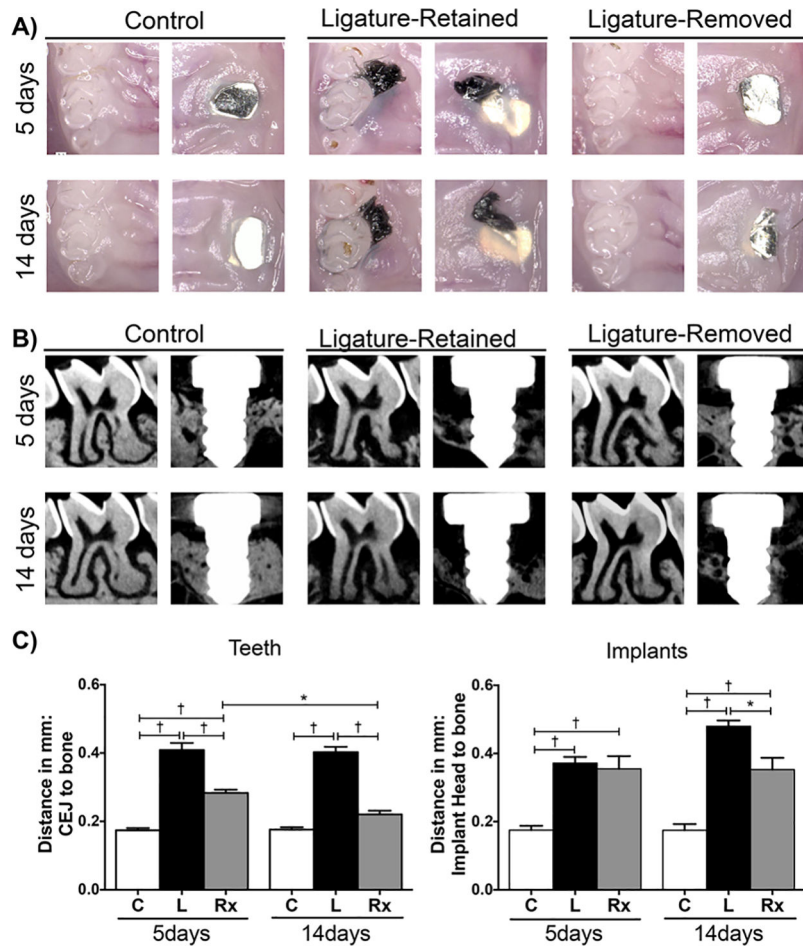 A)
Control
Ligature-Retained
Ligature-Removed
5 days
14 days
B)
Control
Ligature-Retained
Ligature-Removed
5 days
14 days
C)
Teeth
Distance in mm:
CEJ to bone
0.6
0.4
0.2
0.0
†
†
†
*
†
†
C L Rx C L Rx
5days 14days
Implants
Distance in mm:
Implant Head to bone
0.6
0.4
0.2
0.0
†
†
†
†
*
C L Rx C L Rx
5days 14days